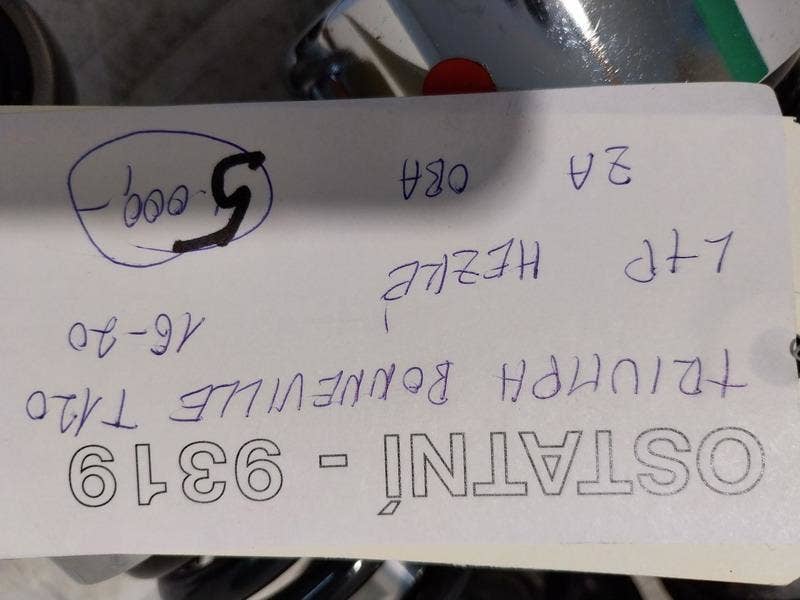 OSTATNÍ - 9319
TRIUMPH BONNEVILLE T120
16-20
L+P HEZKÉ
ZA OBA 5.000,-